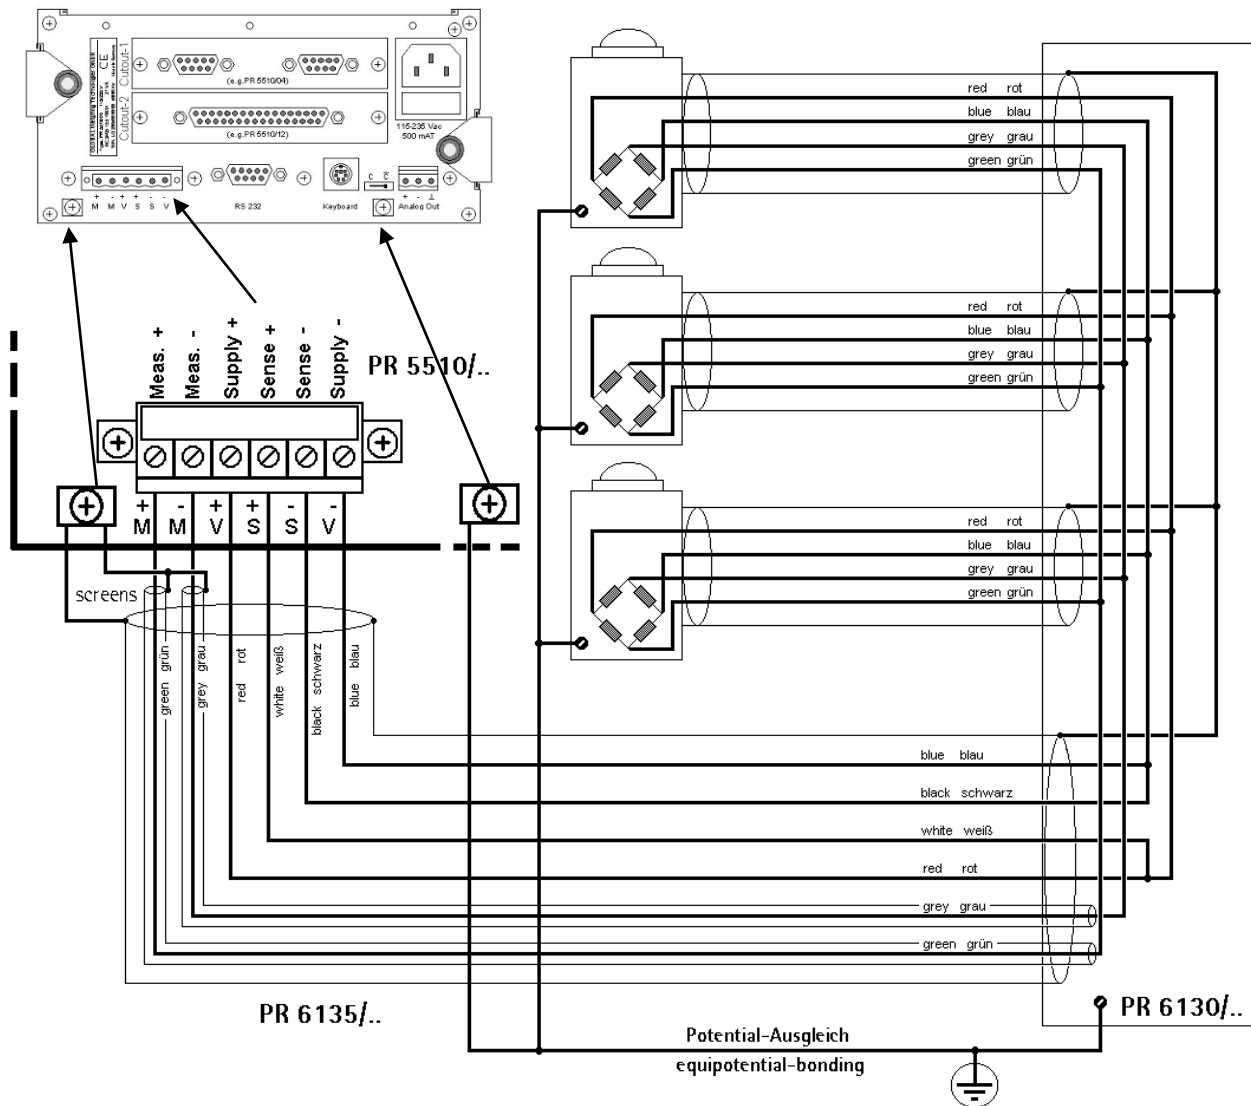 Cutout-1
Cutout-2
CE
(e.g.PR 5510/04)
(e.g.PR 5510/12)
115-235 Vac
500 mAT
+ - + + - -
M M V S S V
RS 232
Keyboard
C CE
+ - ⊥
Analog Out
Meas. +
Meas. -
Supply +
Sense +
Sense -
Supply -
PR 5510/..
+ - + + - -
M M V S S V
screens
green grün
grey grau
red rot
white weiß
black schwarz
blue blau
red rot
blue blau
grey grau
green grün
red rot
blue blau
grey grau
green grün
red rot
blue blau
grey grau
green grün
blue blau
black schwarz
white weiß
red rot
grey grau
green grün
PR 6135/..
PR 6130/..
Potential-Ausgleich
equipotential-bonding